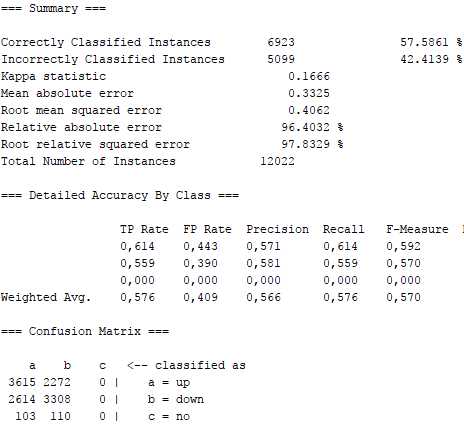 === Summary ===
Correctly Classified Instances 6923 57.5861 %
Incorrectly Classified Instances 5099 42.4139 %
Kappa statistic 0.1666
Mean absolute error 0.3325
Root mean squared error 0.4062
Relative absolute error 96.4032 %
Root relative squared error 97.8329 %
Total Number of Instances 12022
=== Detailed Accuracy By Class ===
TP Rate FP Rate Precision Recall F-Measure
0,614 0,443 0,571 0,614 0,592
0,559 0,390 0,581 0,559 0,570
0,000 0,000 0,000 0,000 0,000
Weighted Avg. 0,576 0,409 0,566 0,576 0,570
=== Confusion Matrix ===
a b c <-- classified as
3615 2272 0 | a = up
2614 3308 0 | b = down
103 110 0 | c = no